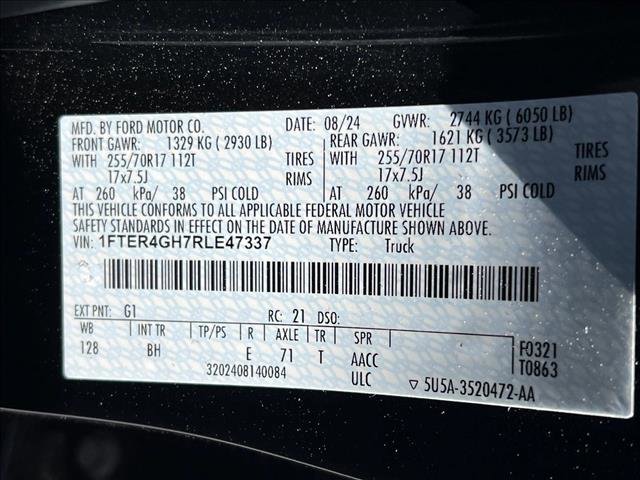 MFD. BY FORD MOTOR CO. DATE: 08/24 GVWR: 2744 KG ( 6050 LB)
FRONT GAWR: 1329 KG ( 2930 LB) REAR GAWR: 1621 KG ( 3573 LB)
WITH 255/70R17 112T TIRES WITH 255/70R17 112T TIRES
17x7.5J RIMS 17x7.5J RIMS
AT 260 kPa/ 38 PSI COLD AT 260 kPa/ 38 PSI COLD
THIS VEHICLE CONFORMS TO ALL APPLICABLE FEDERAL MOTOR VEHICLE
SAFETY STANDARDS IN EFFECT ON THE DATE OF MANUFACTURE SHOWN ABOVE.
VIN: 1FTER4GH7RLE47337 TYPE: Truck
EXT PNT: G1 RC: 21 DSO:
WB INT TR TP/PS R AXLE TR SPR
128 BH E 71 T AACC F0321
3202408140084 ULC T0863
5U5A-3520472-AA